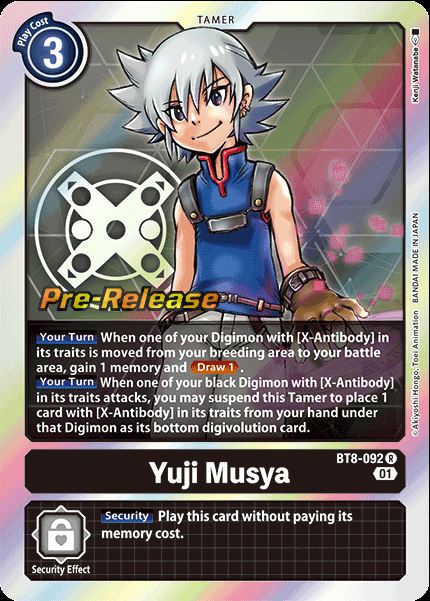 TAMER
Play Cost
3
Kenji Watanabe
Pre-Release
Your Turn When one of your Digimon with [X-Antibody] in
its traits is moved from your breeding area to your battle
area, gain 1 memory and Draw 1 .
Your Turn When one of your black Digimon with [X-Antibody]
in its traits attacks, you may suspend this Tamer to place 1
card with [X-Antibody] in its traits from your hand under
that Digimon as its bottom digivolution card.
©Akiyoshi Hongo, Toei Animation BANDAI MADE IN JAPAN
BT8-092 R
Yuji Musya
01
Security Play this card without paying its
memory cost.
Security Effect